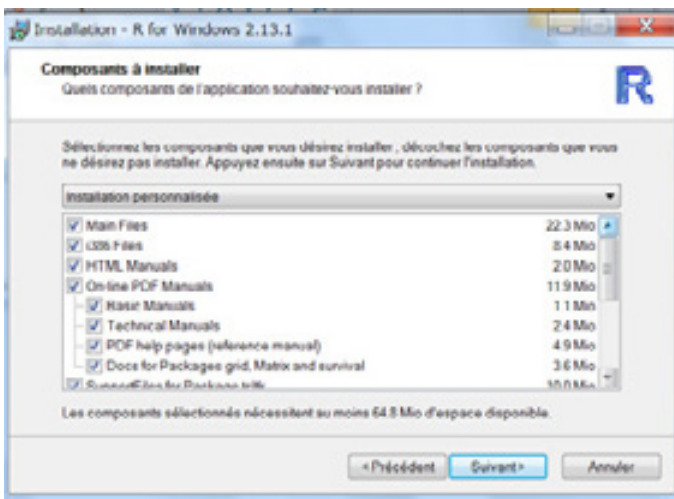 Installation - R for Windows 2.13.1
Composants à installer
Quels composants de l'application souhaitez-vous installer ?
R
Sélectionnez les composants que vous désirez installer ; décochez les composants que vous
ne désirez pas installer. Appuyez ensuite sur Suivant pour continuer l'installation.
Installation personnalisée
Main Files 22.3 Mio
i386 Files 8.4 Mio
HTML Manuals 2.0 Mio
On-line PDF Manuals 11.9 Mio
Basic Manuals 1.1 Mio
Technical Manuals 2.4 Mio
PDF help pages (reference manual) 4.9 Mio
Docs for Packages grid, Matrix and survival 3.6 Mio
Support Files for Package tcltk 10.0 Mio
Les composants sélectionnés nécessitent au moins 64.8 Mio d'espace disponible.
< Précédent Suivant > Annuler